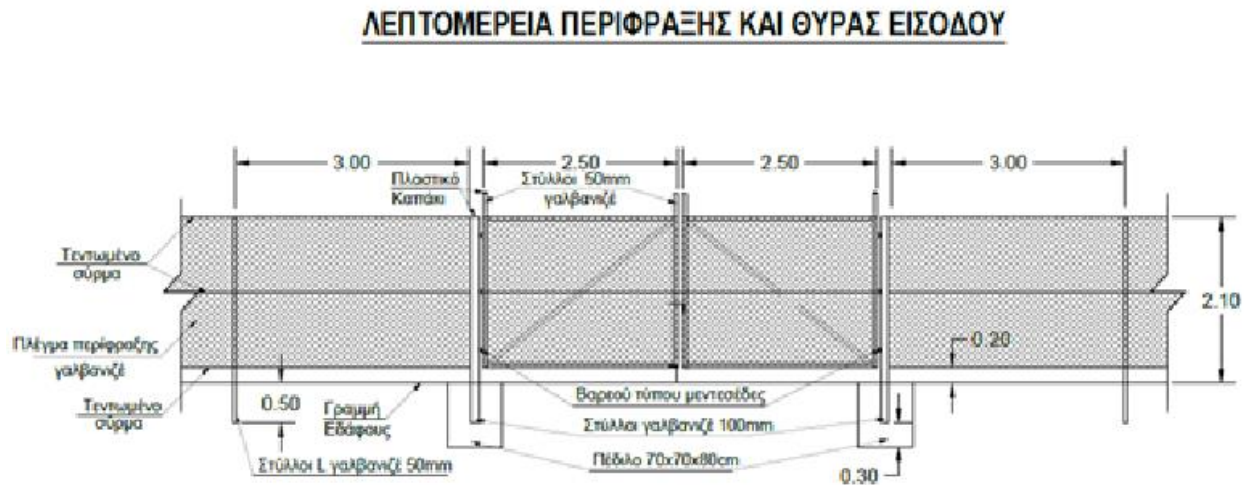 ΛΕΠΤΟΜΕΡΕΙΑ ΠΕΡΙΦΡΑΞΗΣ ΚΑΙ ΘΥΡΑΣ ΕΙΣΟΔΟΥ
3.00
2.50
2.50
3.00
Πλαστικό
Καπάκι
Στύλλοι 50mm
γαλβανιζέ
Τεντωμένο
σύρμα
2.10
0.20
Πλέγμα περίφραξης
γαλβανιζέ
Τεντωμένο
σύρμα
0.50
Γραμμή
Εδάφους
Βαρεού τύπου μεντεσέδες
Στύλλοι γαλβανιζέ 100mm
Στύλλοι L γαλβανιζέ 50mm
Πέδιλο 70x70x80cm
0.30